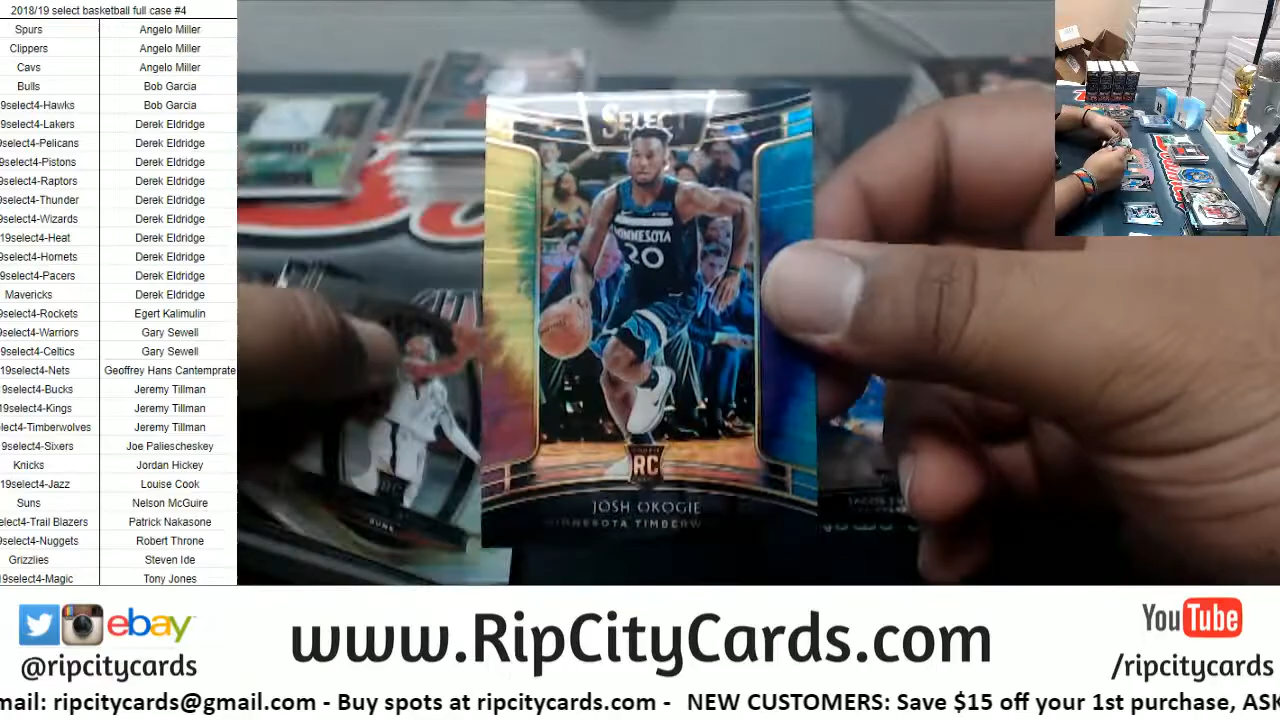 2018/19 select basketball full case #4
Spurs Angelo Miller
Clippers Angelo Miller
Cavs Angelo Miller
Bulls Bob Garcia
9select4-Hawks Bob Garcia
9select4-Lakers Derek Eldridge
9select4-Pelicans Derek Eldridge
9select4-Pistons Derek Eldridge
9select4-Raptors Derek Eldridge
9select4-Thunder Derek Eldridge
9select4-Wizards Derek Eldridge
19select4-Heat Derek Eldridge
9select4-Hornets Derek Eldridge
9select4-Pacers Derek Eldridge
Mavericks Derek Eldridge
9select4-Rockets Egert Kalimulin
9select4-Warriors Gary Sewell
9select4-Celtics Gary Sewell
19select4-Nets Geoffrey Hans Cantemprate
9select4-Bucks Jeremy Tillman
9select4-Kings Jeremy Tillman
lect4-Timberwolves Jeremy Tillman
9select4-Sixers Joe Paliescheskey
Knicks Jordan Hickey
19select4-Jazz Louise Cook
Suns Nelson McGuire
elect4-Trail Blazers Patrick Nakasone
9select4-Nuggets Robert Throne
Grizzlies Steven Ide
19select4-Magic Tony Jones
SELECT
MINNESOTA
20
RC
JOSH OKOGIE
MINNESOTA TIMBERW
SUNS
ebay
@ripcitycards
www.RipCityCards.com
YouTube
/ripcitycards
mail: ripcitycards@gmail.com - Buy spots at ripcitycards.com - NEW CUSTOMERS: Save $15 off your 1st purchase, ASK